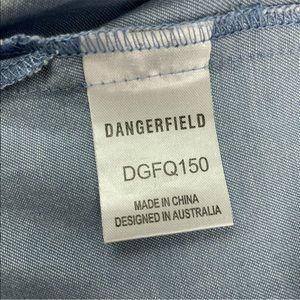 DANGERFIELD
DGFQ150
MADE IN CHINA
DESIGNED IN AUSTRALIA